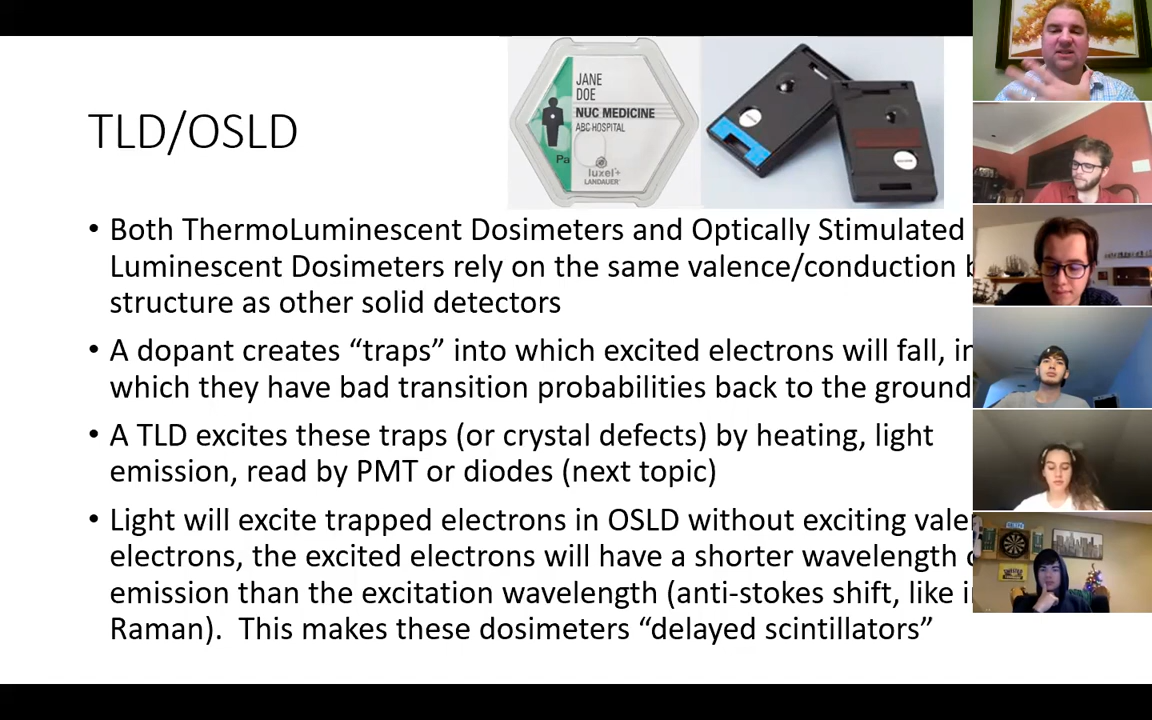 JANE
DOE
NUC MEDICINE
ABC HOSPITAL
Pa
luxel+
LANDAUER
TLD/OSLD
• Both ThermoLuminescent Dosimeters and Optically Stimulated
Luminescent Dosimeters rely on the same valence/conduction
structure as other solid detectors
• A dopant creates “traps” into which excited electrons will fall, in
which they have bad transition probabilities back to the ground
• A TLD excites these traps (or crystal defects) by heating, light
emission, read by PMT or diodes (next topic)
• Light will excite trapped electrons in OSLD without exciting
electrons, the excited electrons will have a shorter wavelength
emission than the excitation wavelength (anti-stokes shift, like
Raman). This makes these dosimeters “delayed scintillators”